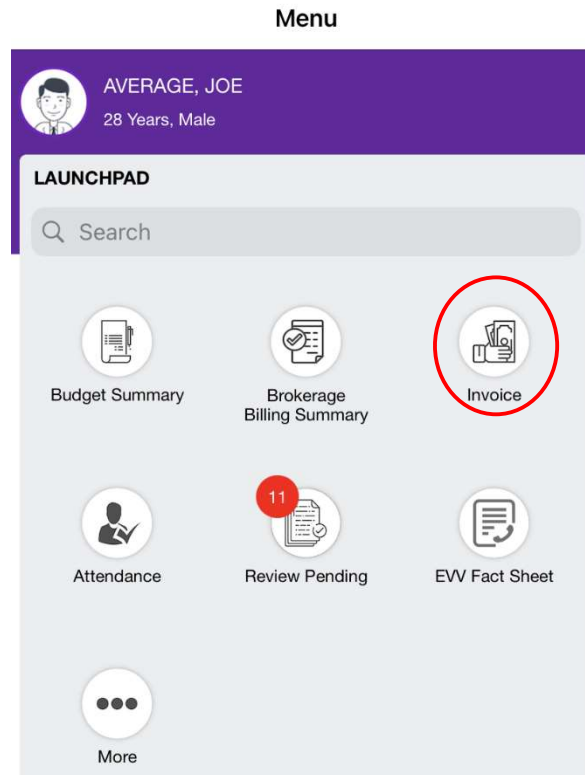 Menu
AVERAGE, JOE
28 Years, Male
LAUNCHPAD
Search
Budget Summary
Brokerage
Billing Summary
Invoice
Attendance
11
Review Pending
EVV Fact Sheet
More